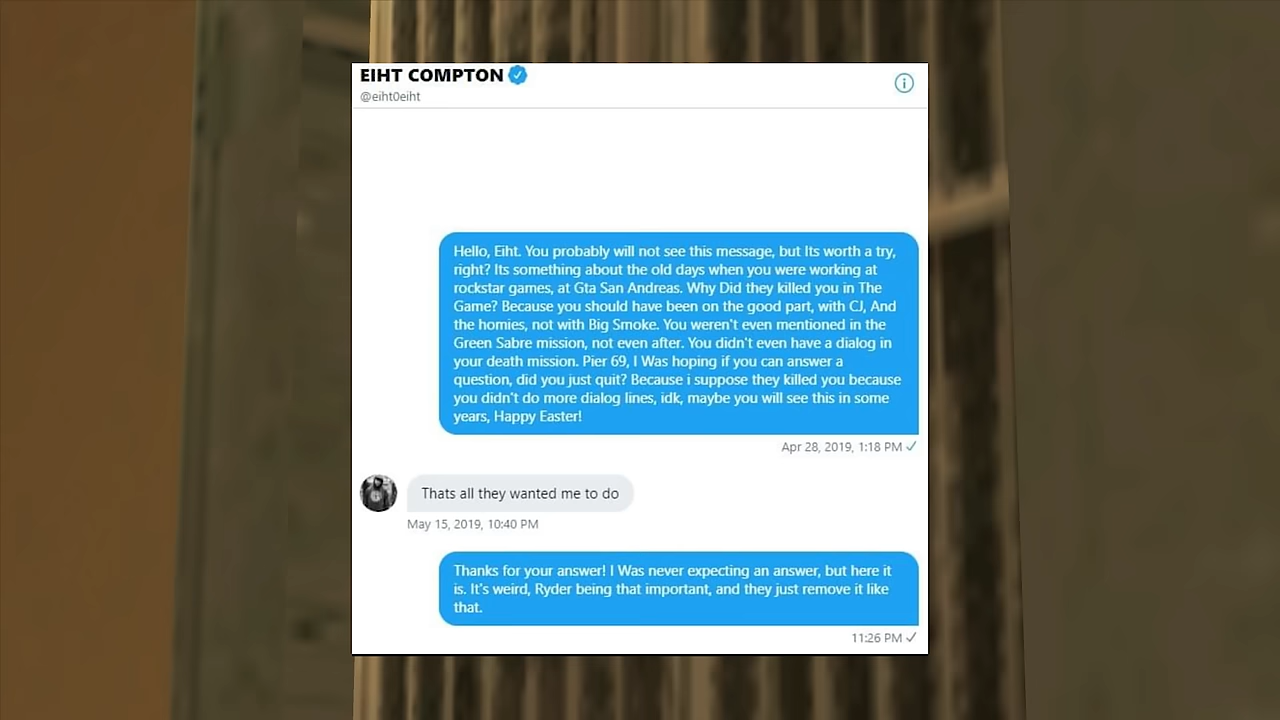 EIHT COMPTON
@eiht0eiht
Hello, Eiht. You probably will not see this message, but Its worth a try,
right? Its something about the old days when you were working at
rockstar games, at Gta San Andreas. Why Did they killed you in The
Game? Because you should have been on the good part, with CJ, And
the homies, not with Big Smoke. You weren't even mentioned in the
Green Sabre mission, not even after. You didn't even have a dialog in
your death mission. Pier 69, I Was hoping if you can answer a
question, did you just quit? Because i suppose they killed you because
you didn't do more dialog lines, idk, maybe you will see this in some
years, Happy Easter!
Apr 28, 2019, 1:18 PM
Thats all they wanted me to do
May 15, 2019, 10:40 PM
Thanks for your answer! I Was never expecting an answer, but here it
is. It's weird, Ryder being that important, and they just remove it like
that.
11:26 PM